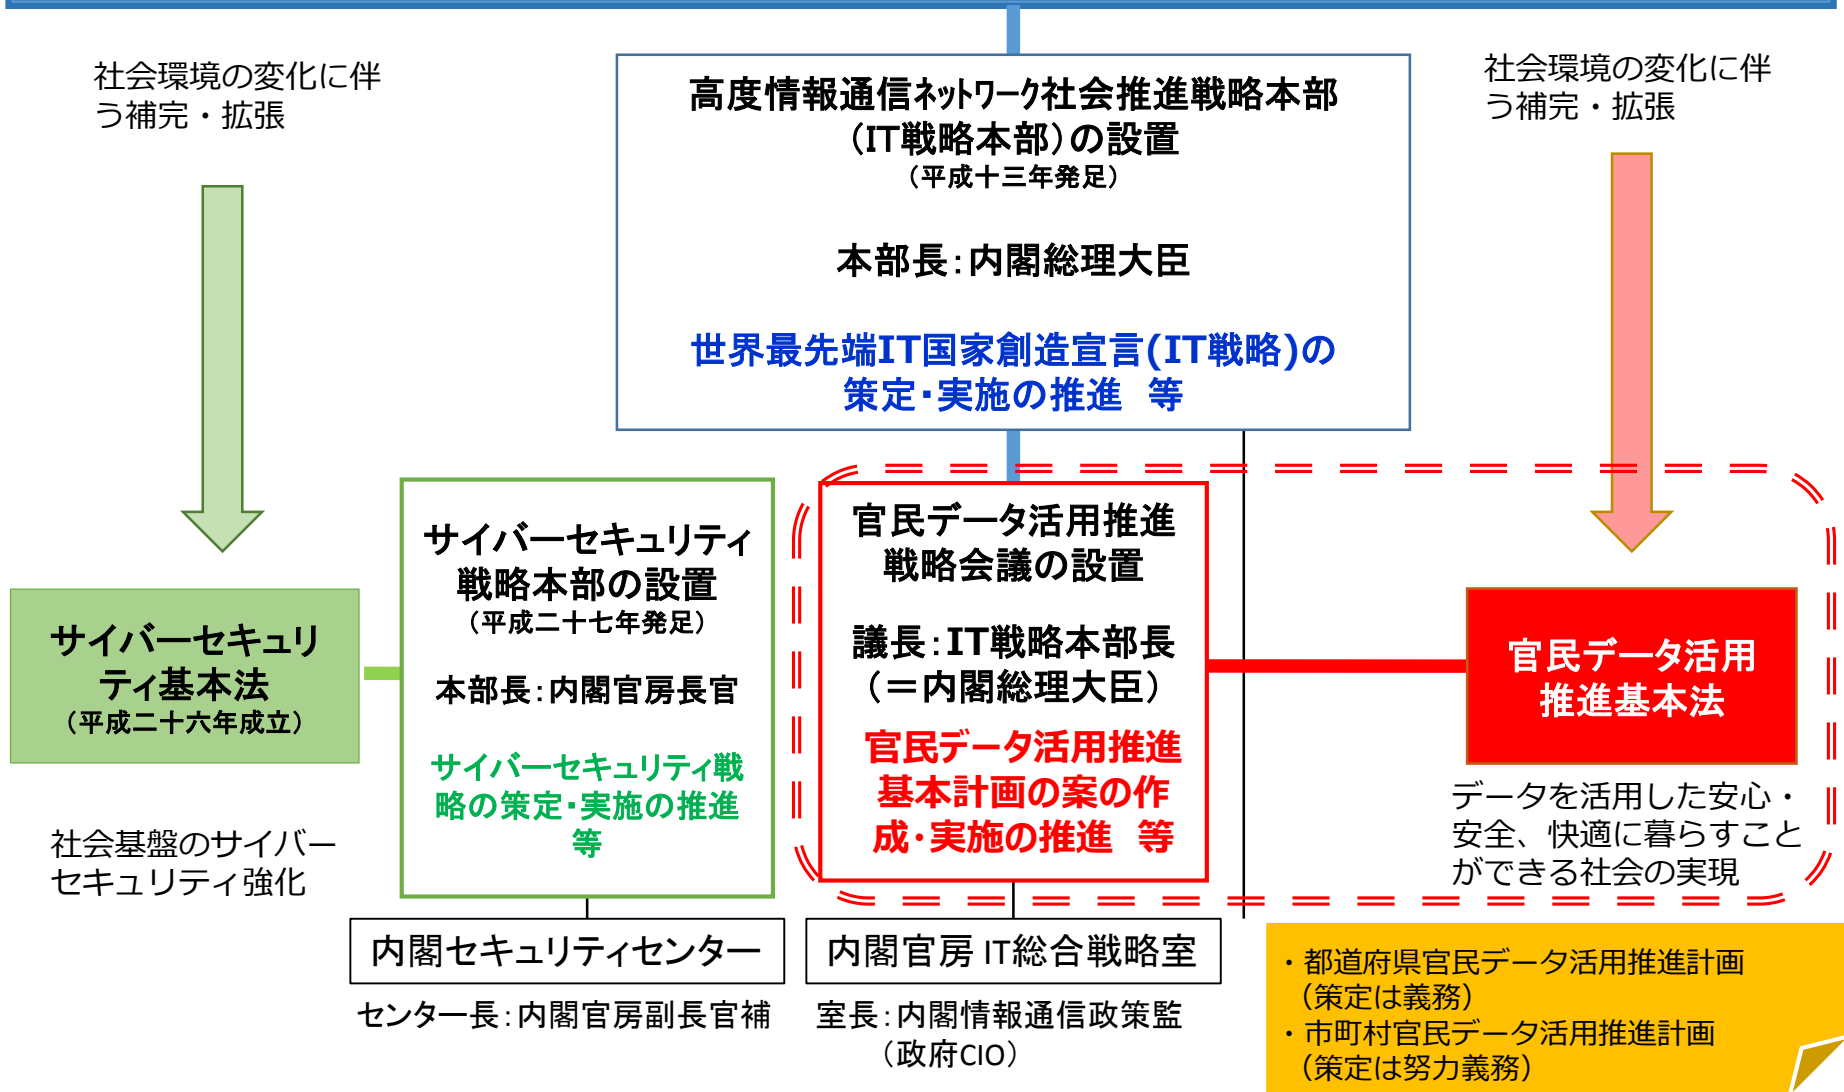 社会環境の変化に伴
う補完・拡張
高度情報通信ネットワーク社会推進戦略本部
（IT戦略本部）の設置
（平成十三年発足）
本部長：内閣総理大臣
世界最先端IT国家創造宣言(IT戦略)の
策定・実施の推進　等
社会環境の変化に伴
う補完・拡張
サイバーセキュリ
ティ基本法
（平成二十六年成立）
社会基盤のサイバー
セキュリティ強化
サイバーセキュリティ
戦略本部の設置
（平成二十七年発足）
本部長：内閣官房長官
サイバーセキュリティ戦
略の策定・実施の推進
等
官民データ活用推進
戦略会議の設置
議長：IT戦略本部長
（＝内閣総理大臣）
官民データ活用推進
基本計画の案の作
成・実施の推進　等
官民データ活用
推進基本法
データを活用した安心・
安全、快適に暮らすこと
ができる社会の実現
内閣セキュリティセンター
センター長：内閣官房副長官補
内閣官房 IT総合戦略室
室長：内閣情報通信政策監
（政府CIO）
・都道府県官民データ活用推進計画
（策定は義務）
・市町村官民データ活用推進計画
（策定は努力義務）